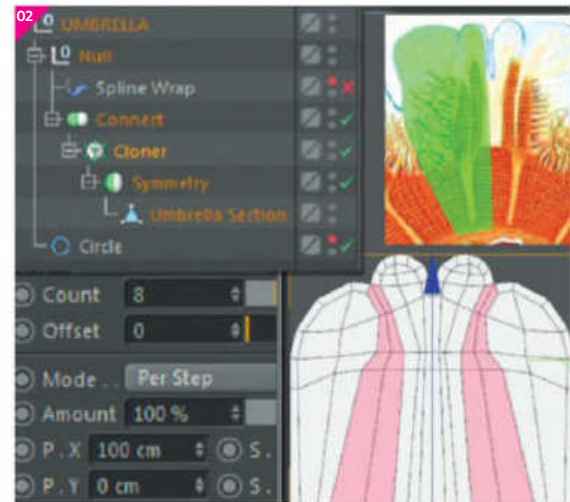 02
UMBRELLA
Null
Spline Wrap
Connect
Cloner
Symmetry
Umbrella Section
Circle
Count 8
Offset 0
Mode . . Per Step
Amount 100 %
P . X 100 cm S .
P . Y 0 cm S .